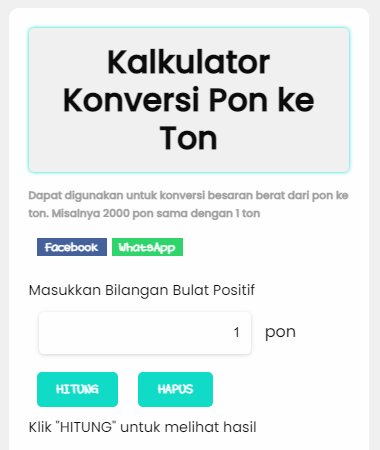 Kalkulator
Konversi Pon ke
Ton
Dapat digunakan untuk konversi besaran berat dari pon ke
ton. Misalnya 2000 pon sama dengan 1 ton
Facebook WhatsApp
Masukkan Bilangan Bulat Positif
1 pon
HITUNG HAPUS
Klik "HITUNG" untuk melihat hasil